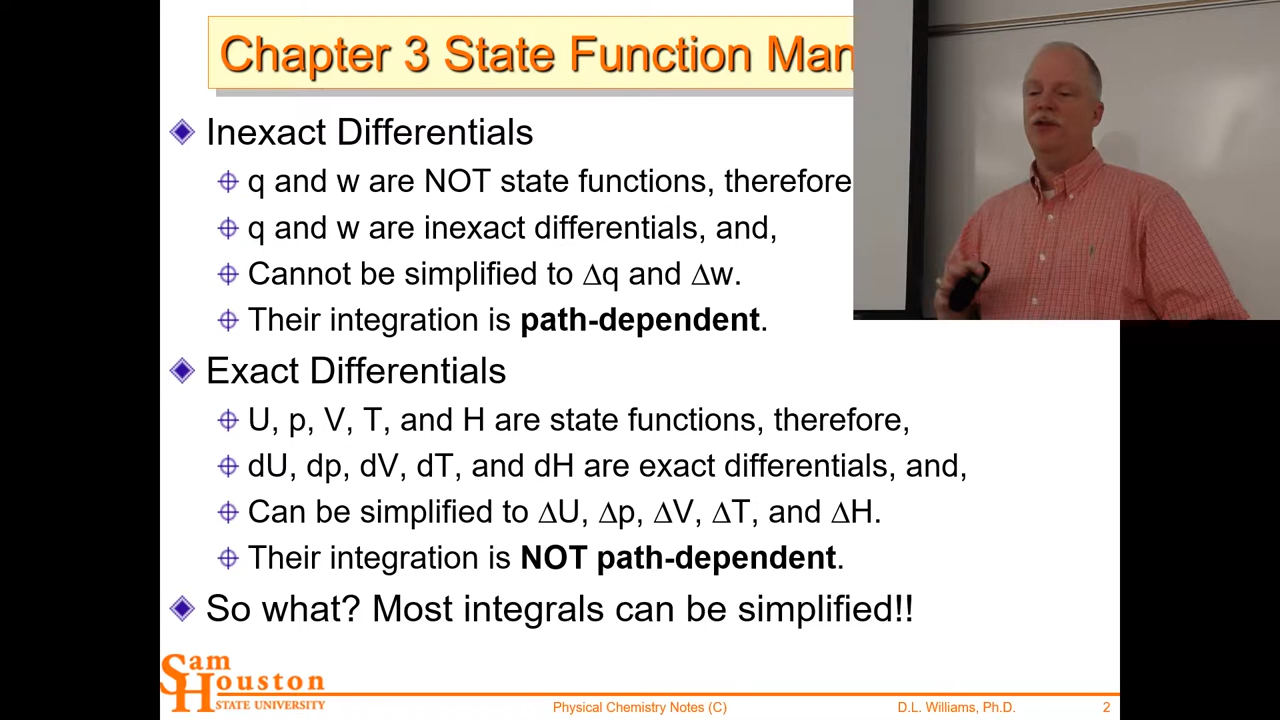 Chapter 3 State Function Man
Inexact Differentials
q and w are NOT state functions, therefore
q and w are inexact differentials, and,
Cannot be simplified to Δq and Δw.
Their integration is path-dependent.
Exact Differentials
U, p, V, T, and H are state functions, therefore,
dU, dp, dV, dT, and dH are exact differentials, and,
Can be simplified to ΔU, Δp, ΔV, ΔT, and ΔH.
Their integration is NOT path-dependent.
So what? Most integrals can be simplified!!
Sam
Houston
STATE UNIVERSITY
Physical Chemistry Notes (C)
D.L. Williams, Ph.D.
2